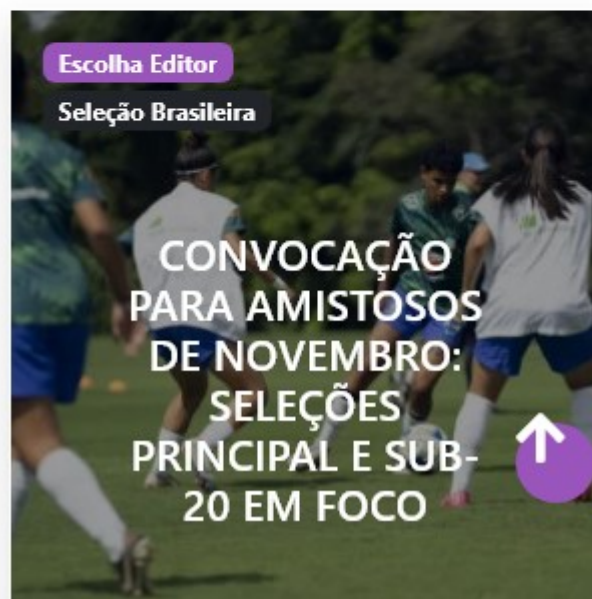 Escolha Editor
Seleção Brasileira
CONVOCAÇÃO
PARA AMISTOSOS
DE NOVEMBRO:
SELEÇÕES
PRINCIPAL E SUB-
20 EM FOCO